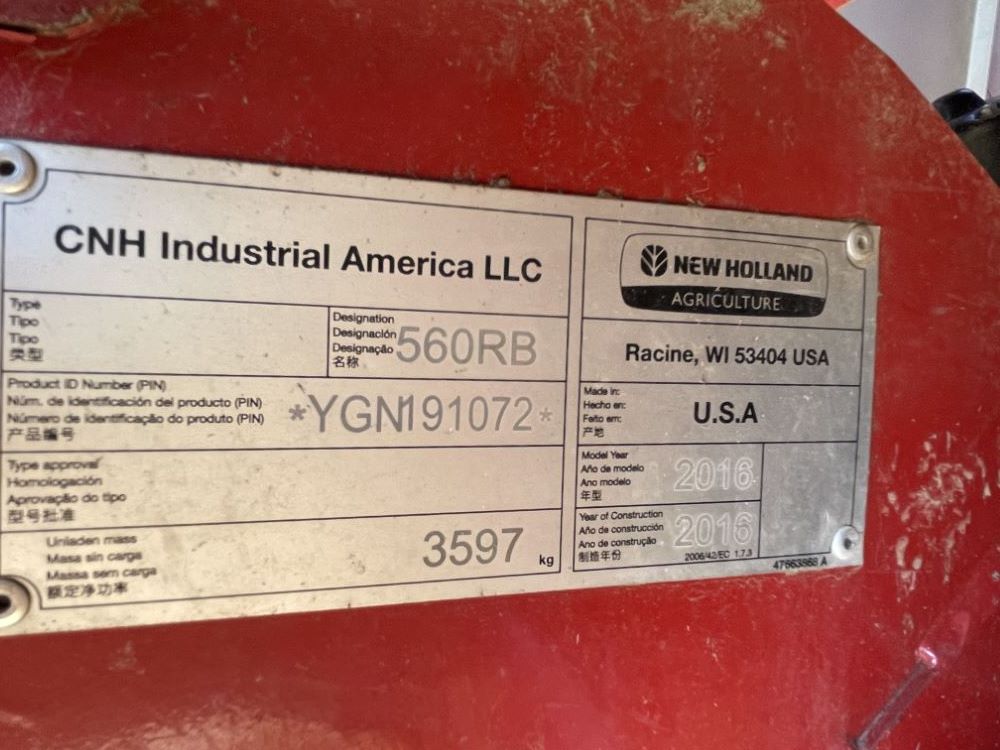 CNH Industrial America LLC
Type
Tipo
Tipo
类型
Designation
Designación
Designação
名称
560RB
Product ID Number (PIN)
Núm. de identificación del producto (PIN)
Número de identificação do produto (PIN)
产品编号
*YGN191072*
Type approval
Homologación
Aprovação do tipo
型号批准
Unladen mass
Masa sin carga
Massa sem carga
额定净功率
3597 kg
NEW HOLLAND
AGRICULTURE
Racine, WI 53404 USA
Made in:
Hecho en:
Feito em:
产地
U.S.A
Model Year
Año de modelo
Ano modelo
年型
2016
Year of Construction
Año de construcción
Ano de construção
制造年份
2016
2006/42/EC 1.7.3
47663868 A